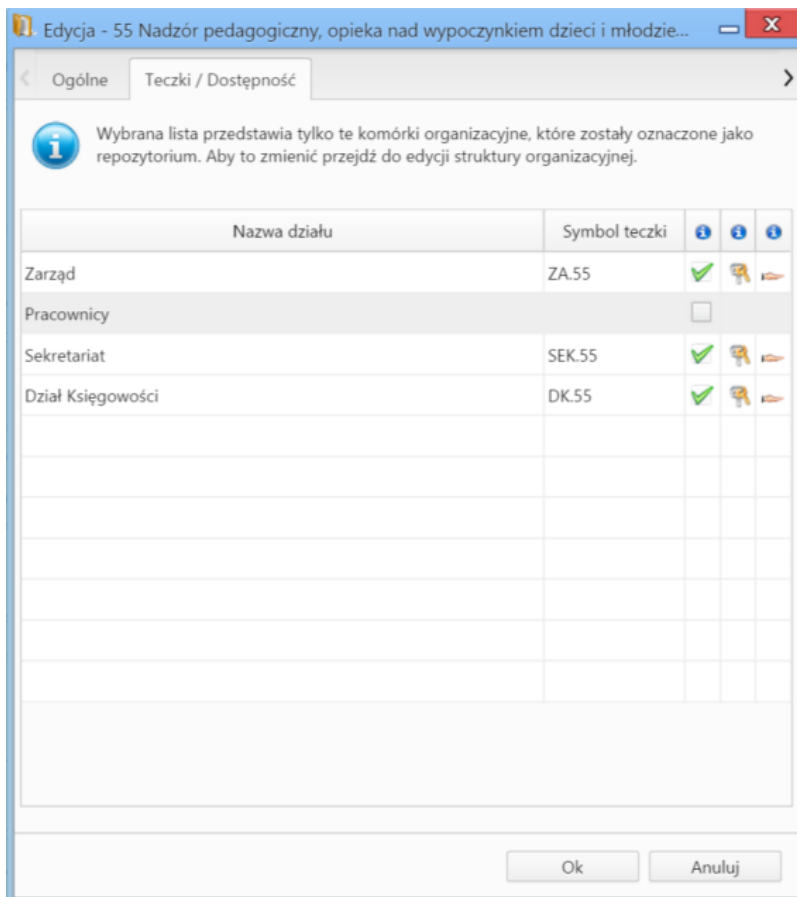 Edycja - 55 Nadzór pedagogiczny, opieka nad wypoczynkiem dzieci i młodzie...
Ogólne
Teczki / Dostępność
Wybrana lista przedstawia tylko te komórki organizacyjne, które zostały oznaczone jako
repozytorium. Aby to zmienić przejdź do edycji struktury organizacyjnej.
Nazwa działu Symbol teczki
Zarząd ZA.55
Pracownicy
Sekretariat SEK.55
Dział Księgowości DK.55
Ok Anuluj